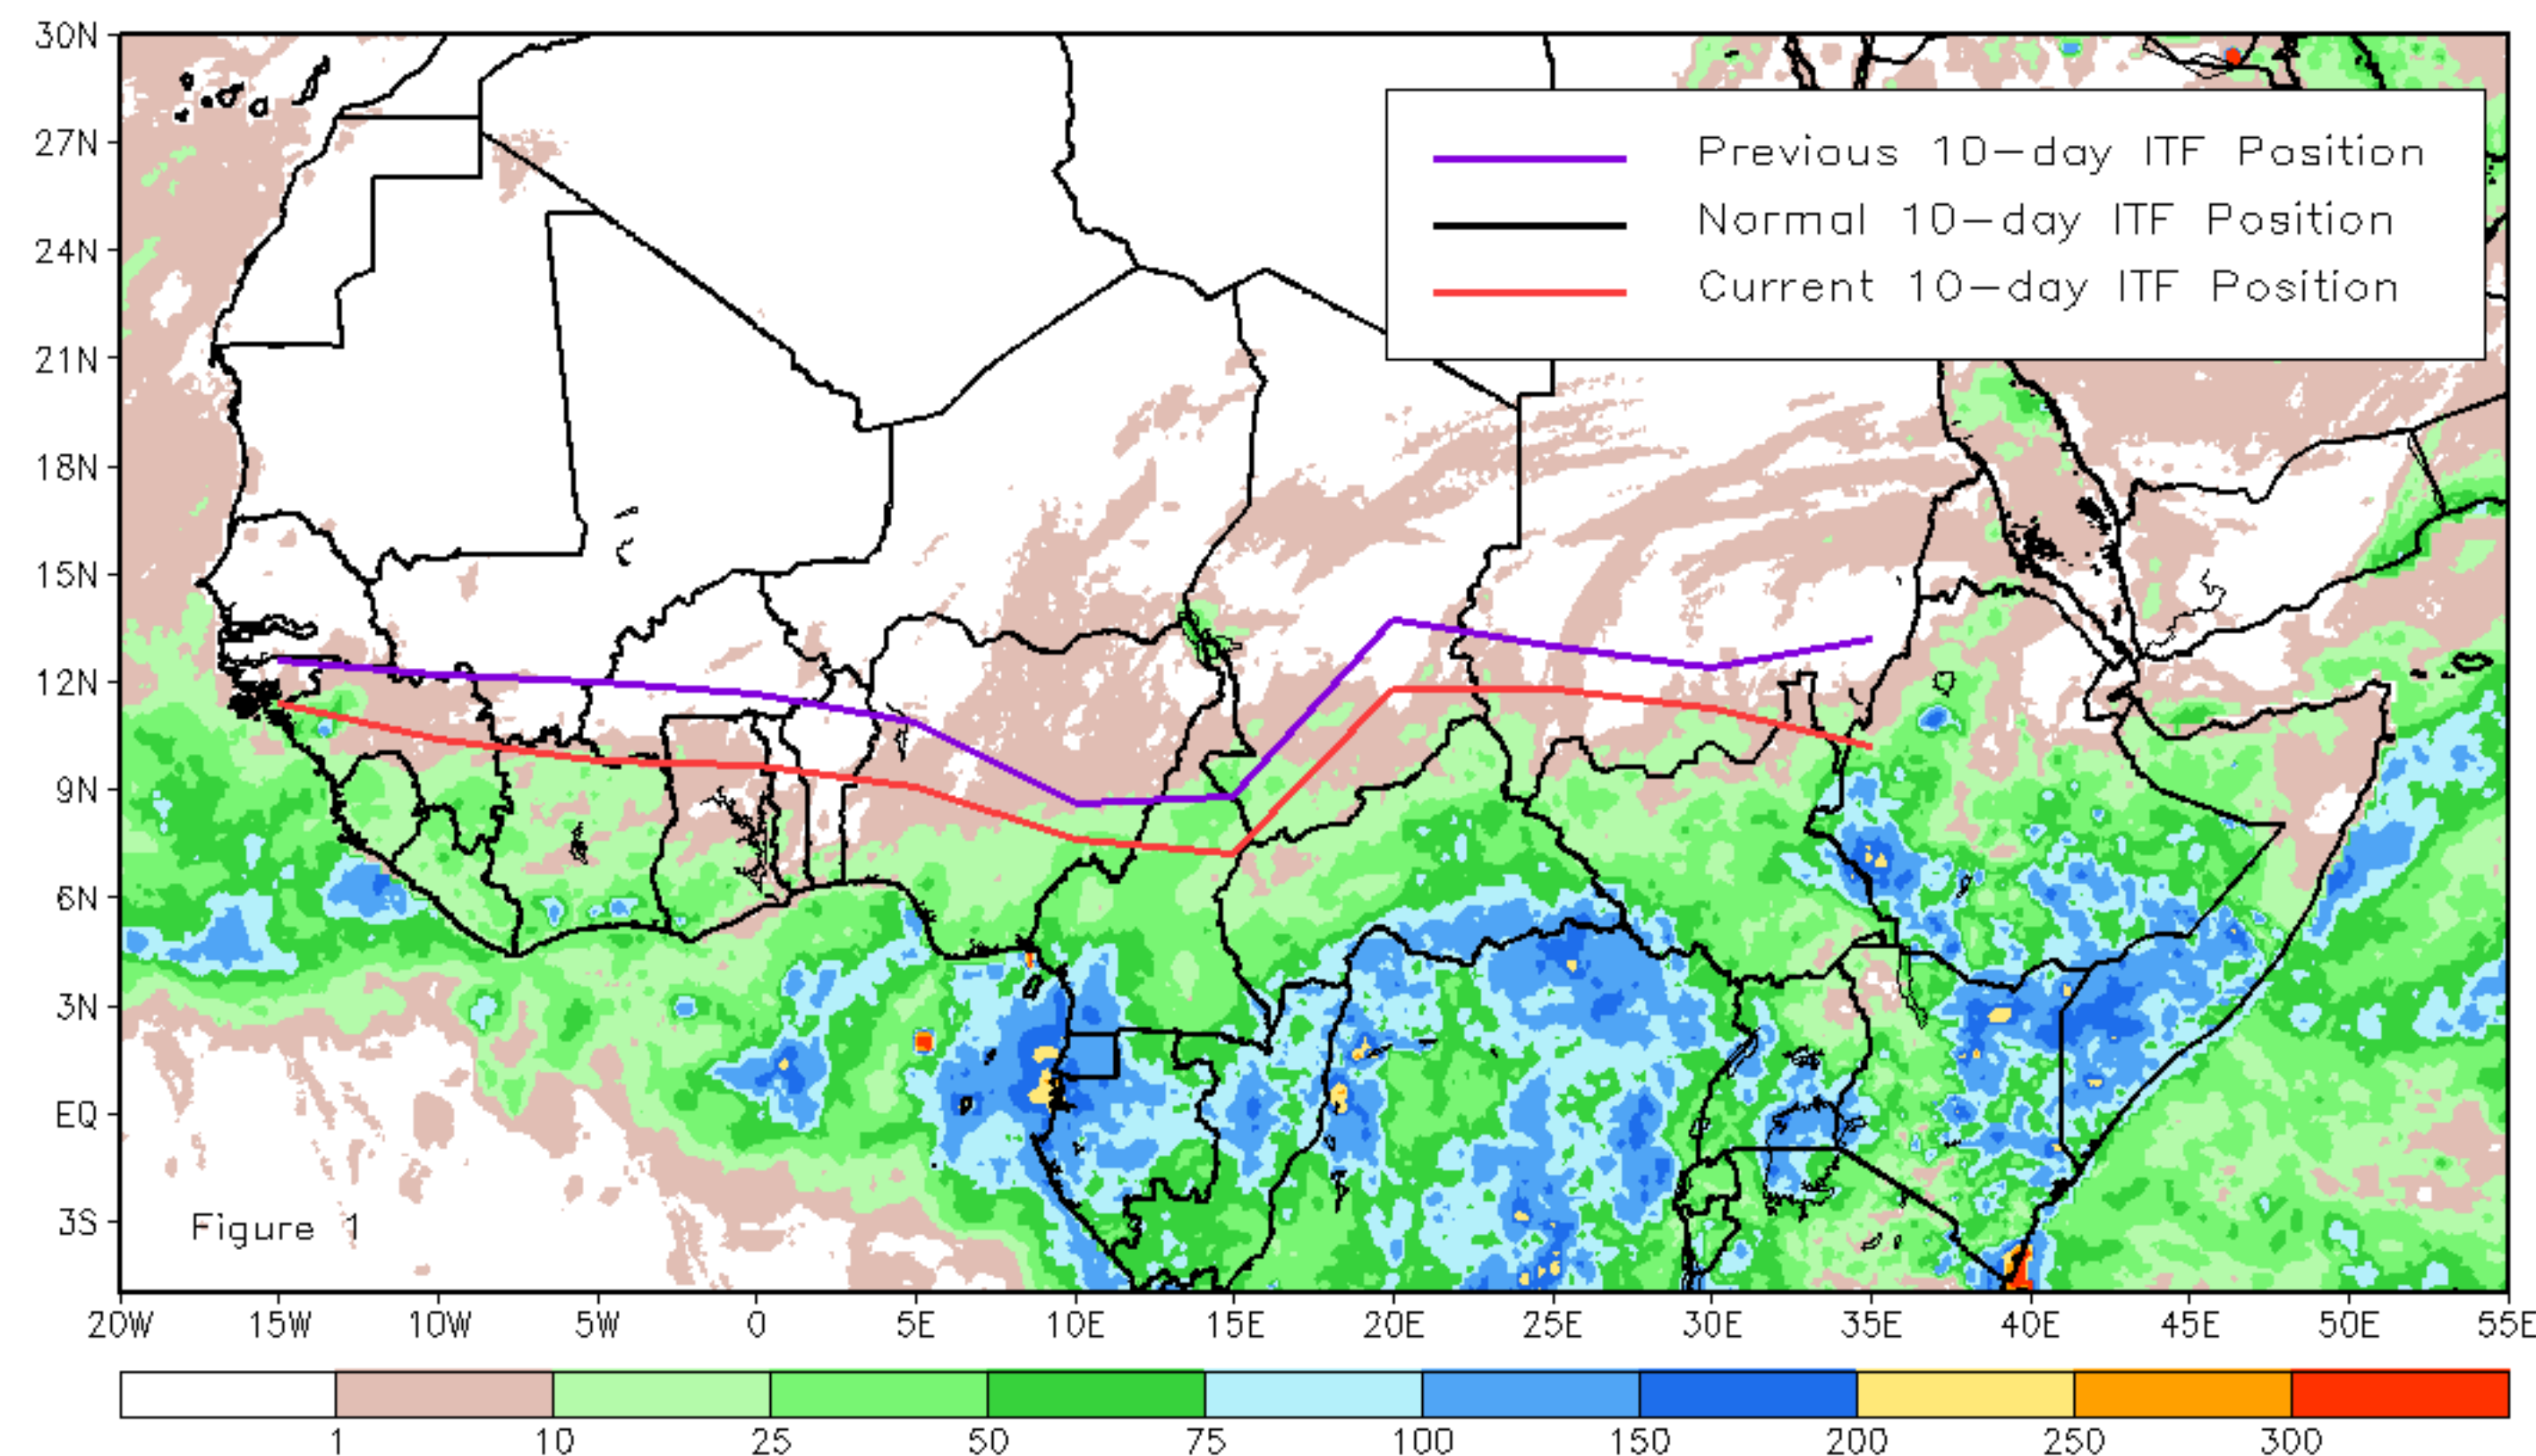 30N
27N
24N
21N
18N
15N
12N
9N
6N
3N
EQ
3S
Previous 10-day ITF Position
Normal 10-day ITF Position
Current 10-day ITF Position
Figure 1
20W 15W 10W 5W 0 5E 10E 15E 20E 25E 30E 35E 40E 45E 50E 55E
1 10 25 50 75 100 150 200 250 300